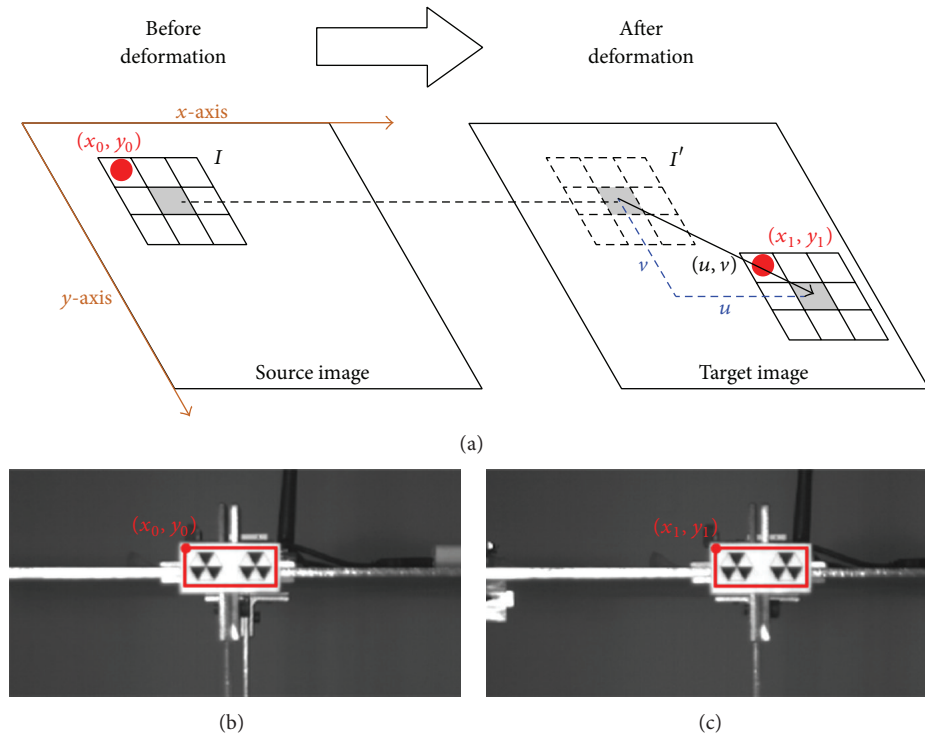 Before
deformation
After
deformation
x-axis
(x₀, y₀)
I
y-axis
Source image
I′
(x₁, y₁)
(u, v)
v
u
Target image
(a)
(x₀, y₀)
(x₁, y₁)
(b)
(c)